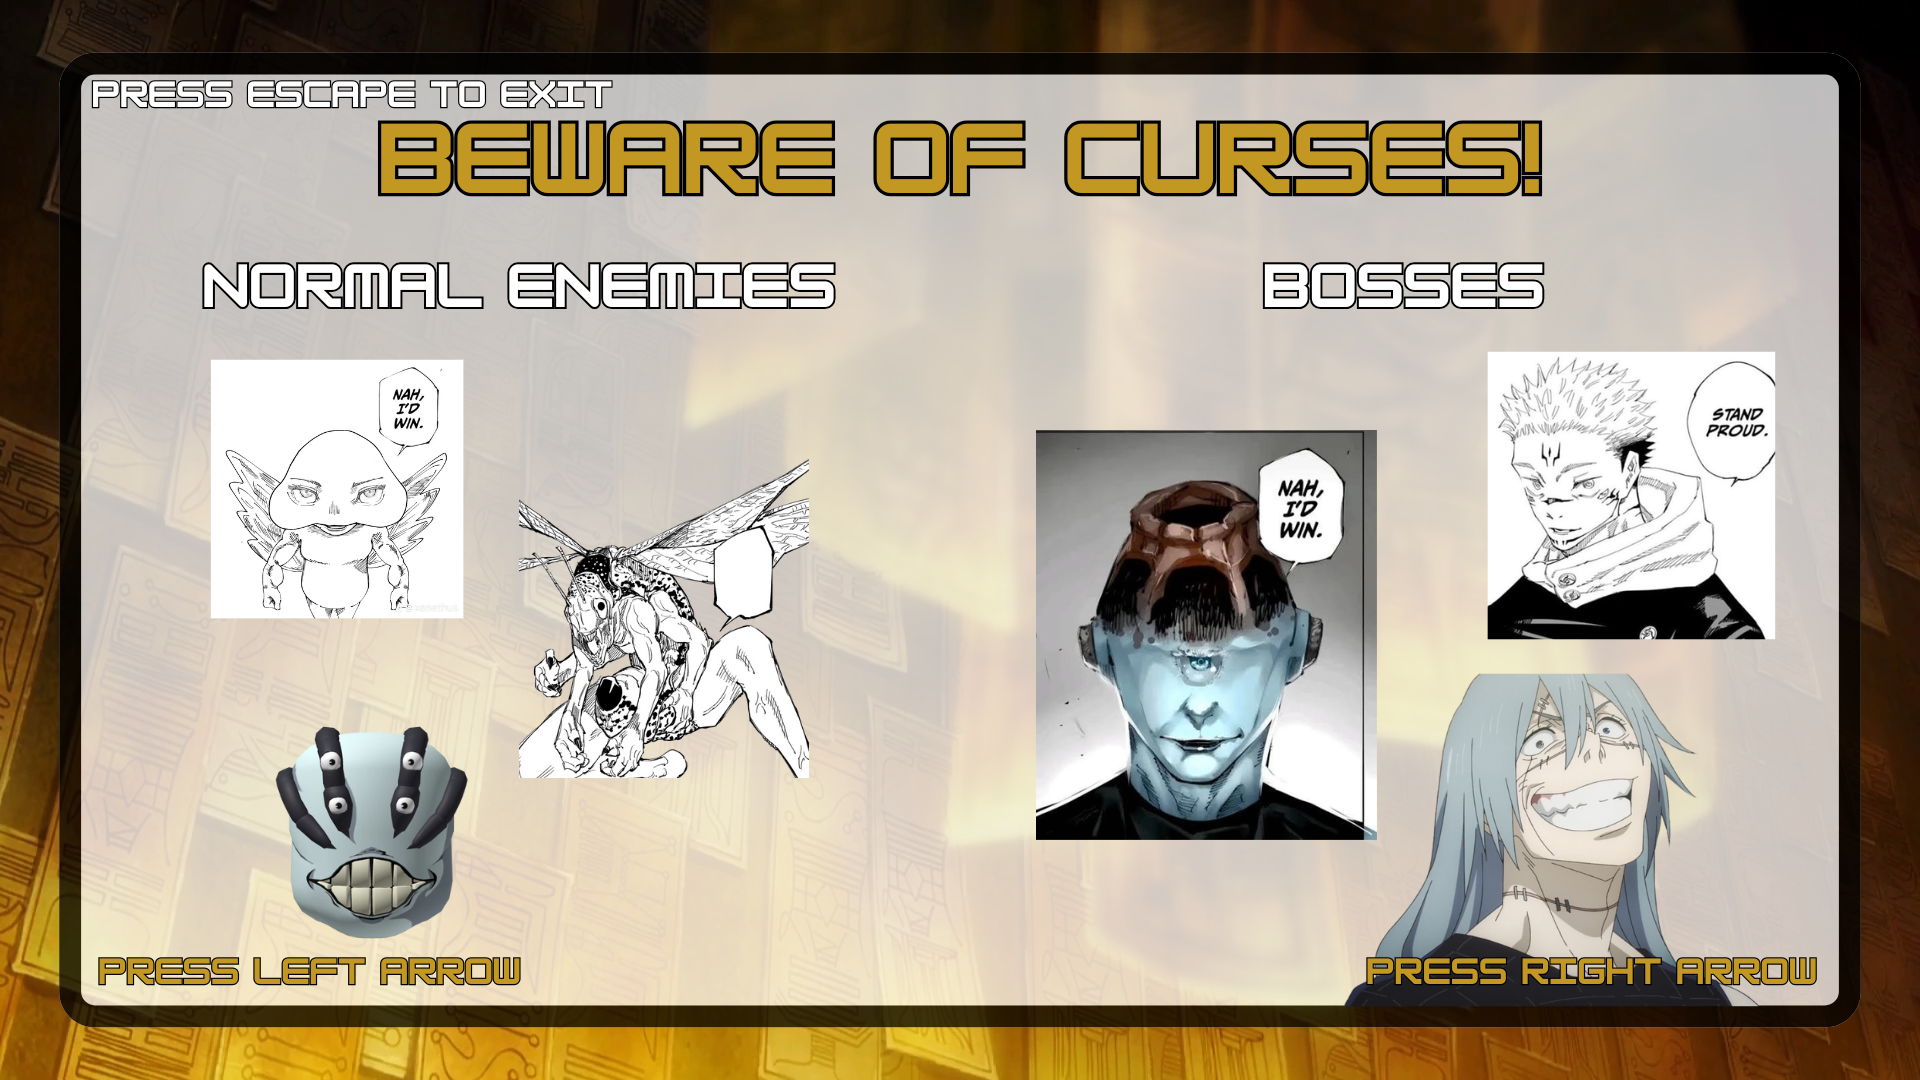 PRESS ESCAPE TO EXIT
BEWARE OF CURSES!
NORMAL ENEMIES
BOSSES
NAH,
I'D
WIN.
NAH,
I'D
WIN.
STAND
PROUD.
PRESS LEFT ARROW
PRESS RIGHT ARROW